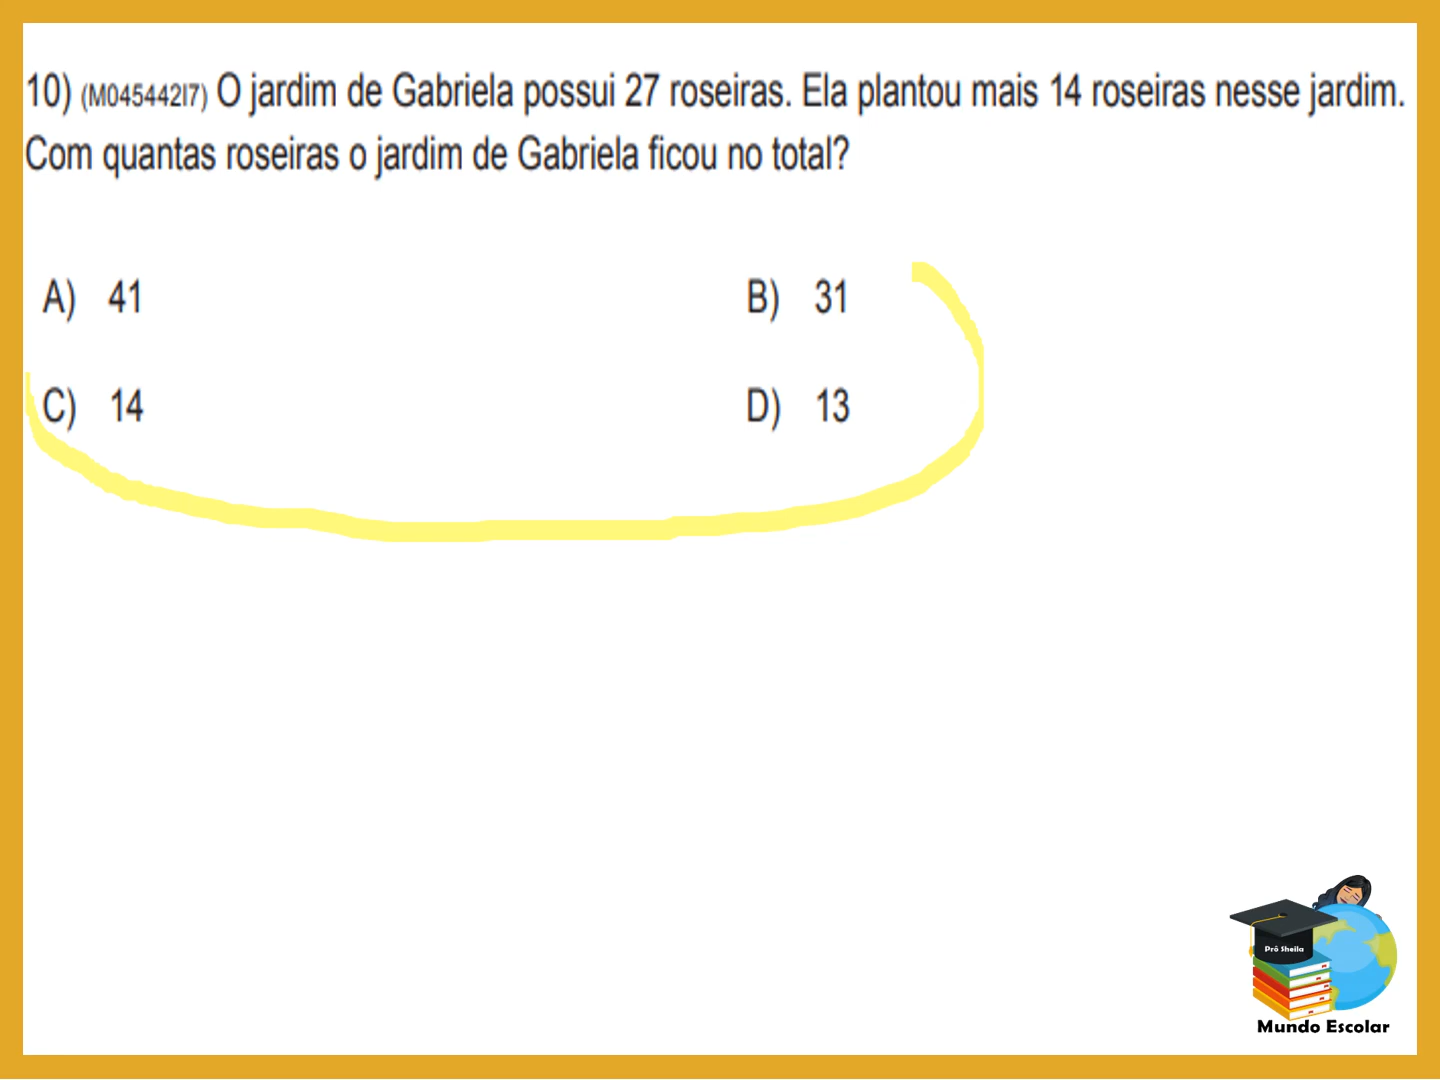 10) (M045442I7) O jardim de Gabriela possui 27 roseiras. Ela plantou mais 14 roseiras nesse jardim.
Com quantas roseiras o jardim de Gabriela ficou no total?
A) 41
B) 31
C) 14
D) 13
Prô Sheila
Mundo Escolar